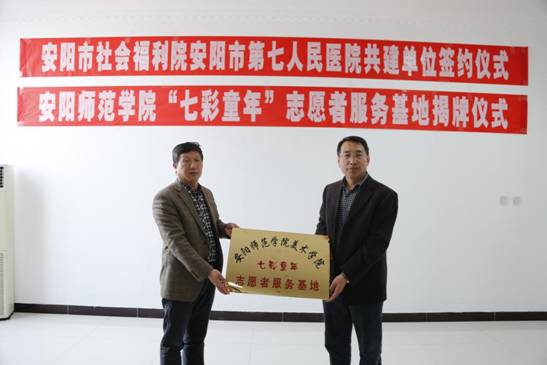 安阳市社会福利院安阳市第七人民医院共建单位签约仪式
安阳师范学院“七彩童年”志愿者服务基地揭牌仪式
安阳师范学院美术学院
七彩童年
志愿者服务基地